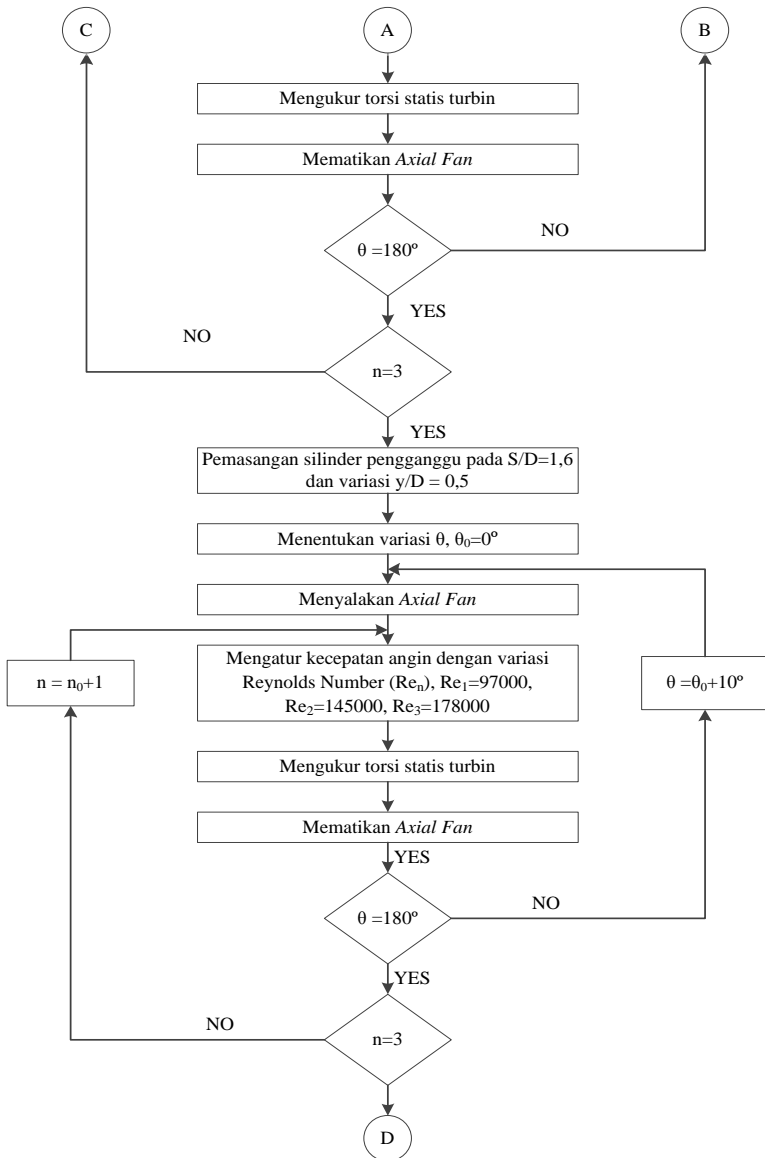 C
A
B
Mengukur torsi statis turbin
Mematikan Axial Fan
θ =180º
NO
YES
NO
n=3
YES
Pemasangan silinder pengganggu pada S/D=1,6
dan variasi y/D = 0,5
Menentukan variasi θ, θ₀=0º
Menyalakan Axial Fan
n = n₀+1
Mengatur kecepatan angin dengan variasi
Reynolds Number (Reₙ), Re₁=97000,
Re₂=145000, Re₃=178000
θ =θ₀+10º
Mengukur torsi statis turbin
Mematikan Axial Fan
YES
θ =180º
NO
YES
NO
n=3
D